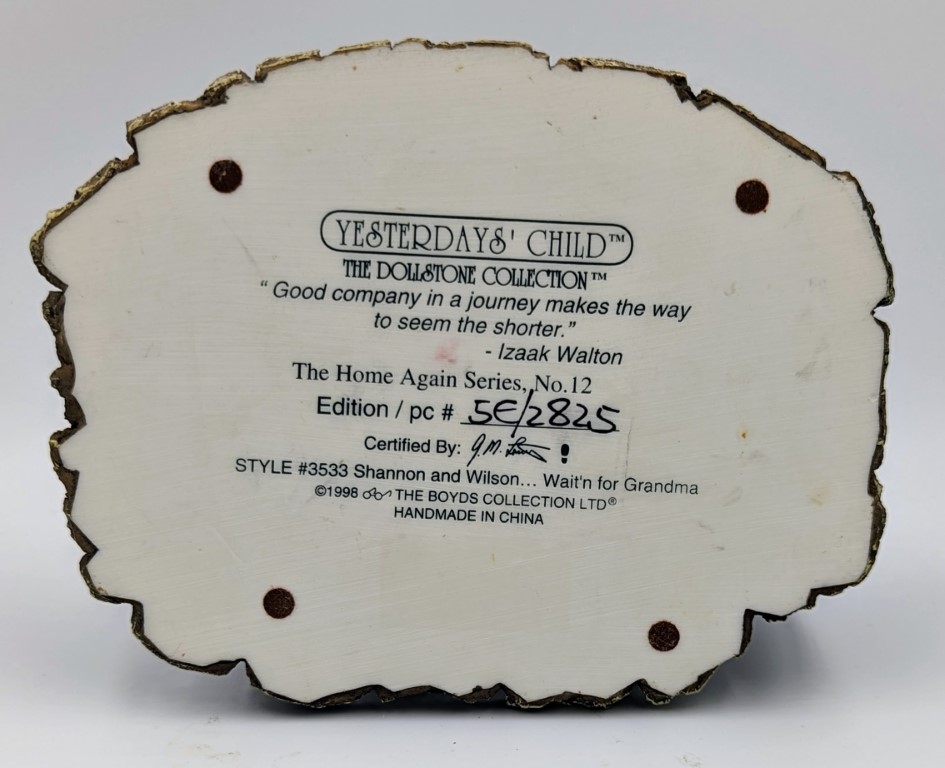 YESTERDAYS' CHILD™
THE DOLLSTONE COLLECTION™
“Good company in a journey makes the way
to seem the shorter.”
- Izaak Walton
The Home Again Series, No.12
Edition / pc # 5E/2825
Certified By:
STYLE #3533 Shannon and Wilson... Wait'n for Grandma
©1998 THE BOYDS COLLECTION LTD®
HANDMADE IN CHINA